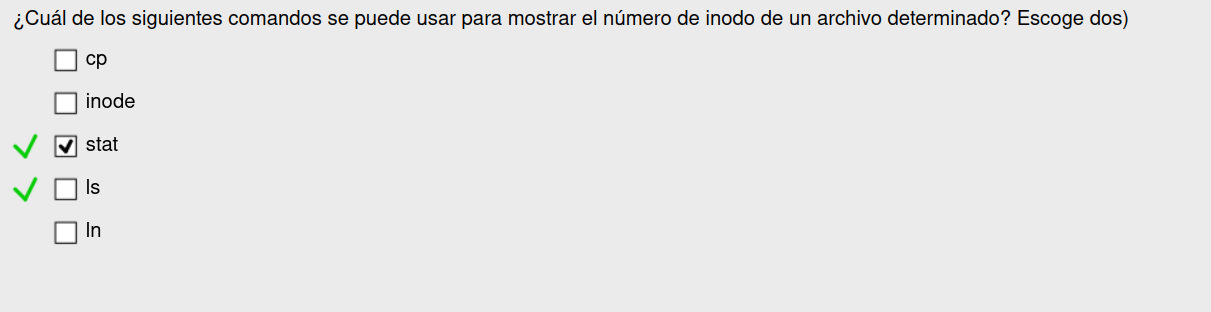 ¿Cuál de los siguientes comandos se puede usar para mostrar el número de inodo de un archivo determinado? Escoge dos)
cp
inode
stat
ls
ln